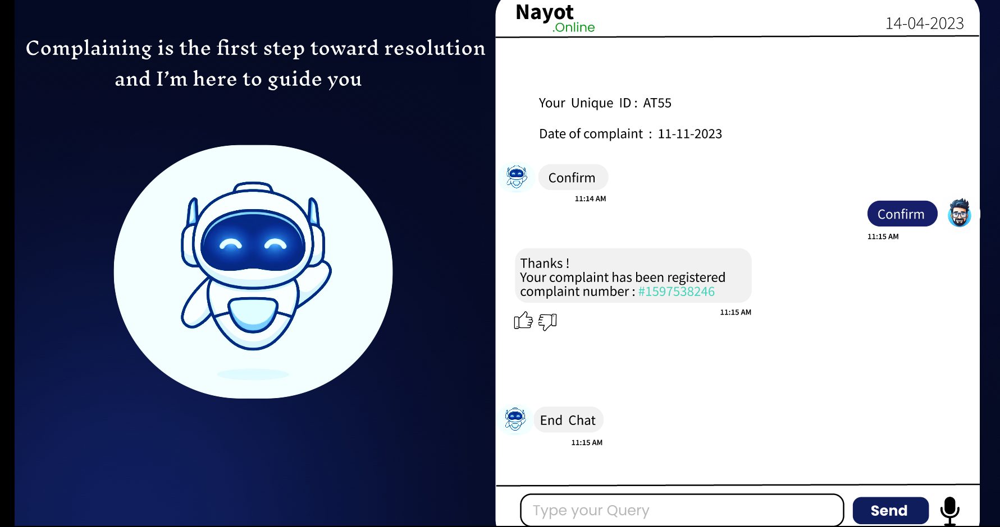 Complaining is the first step toward resolution
and I'm here to guide you
Nayot
.Online
14-04-2023
Your Unique ID : AT55
Date of complaint : 11-11-2023
Confirm
11:14 AM
Confirm
11:15 AM
Thanks !
Your complaint has been registered
complaint number : #1597538246
11:15 AM
End Chat
11:15 AM
Type your Query
Send